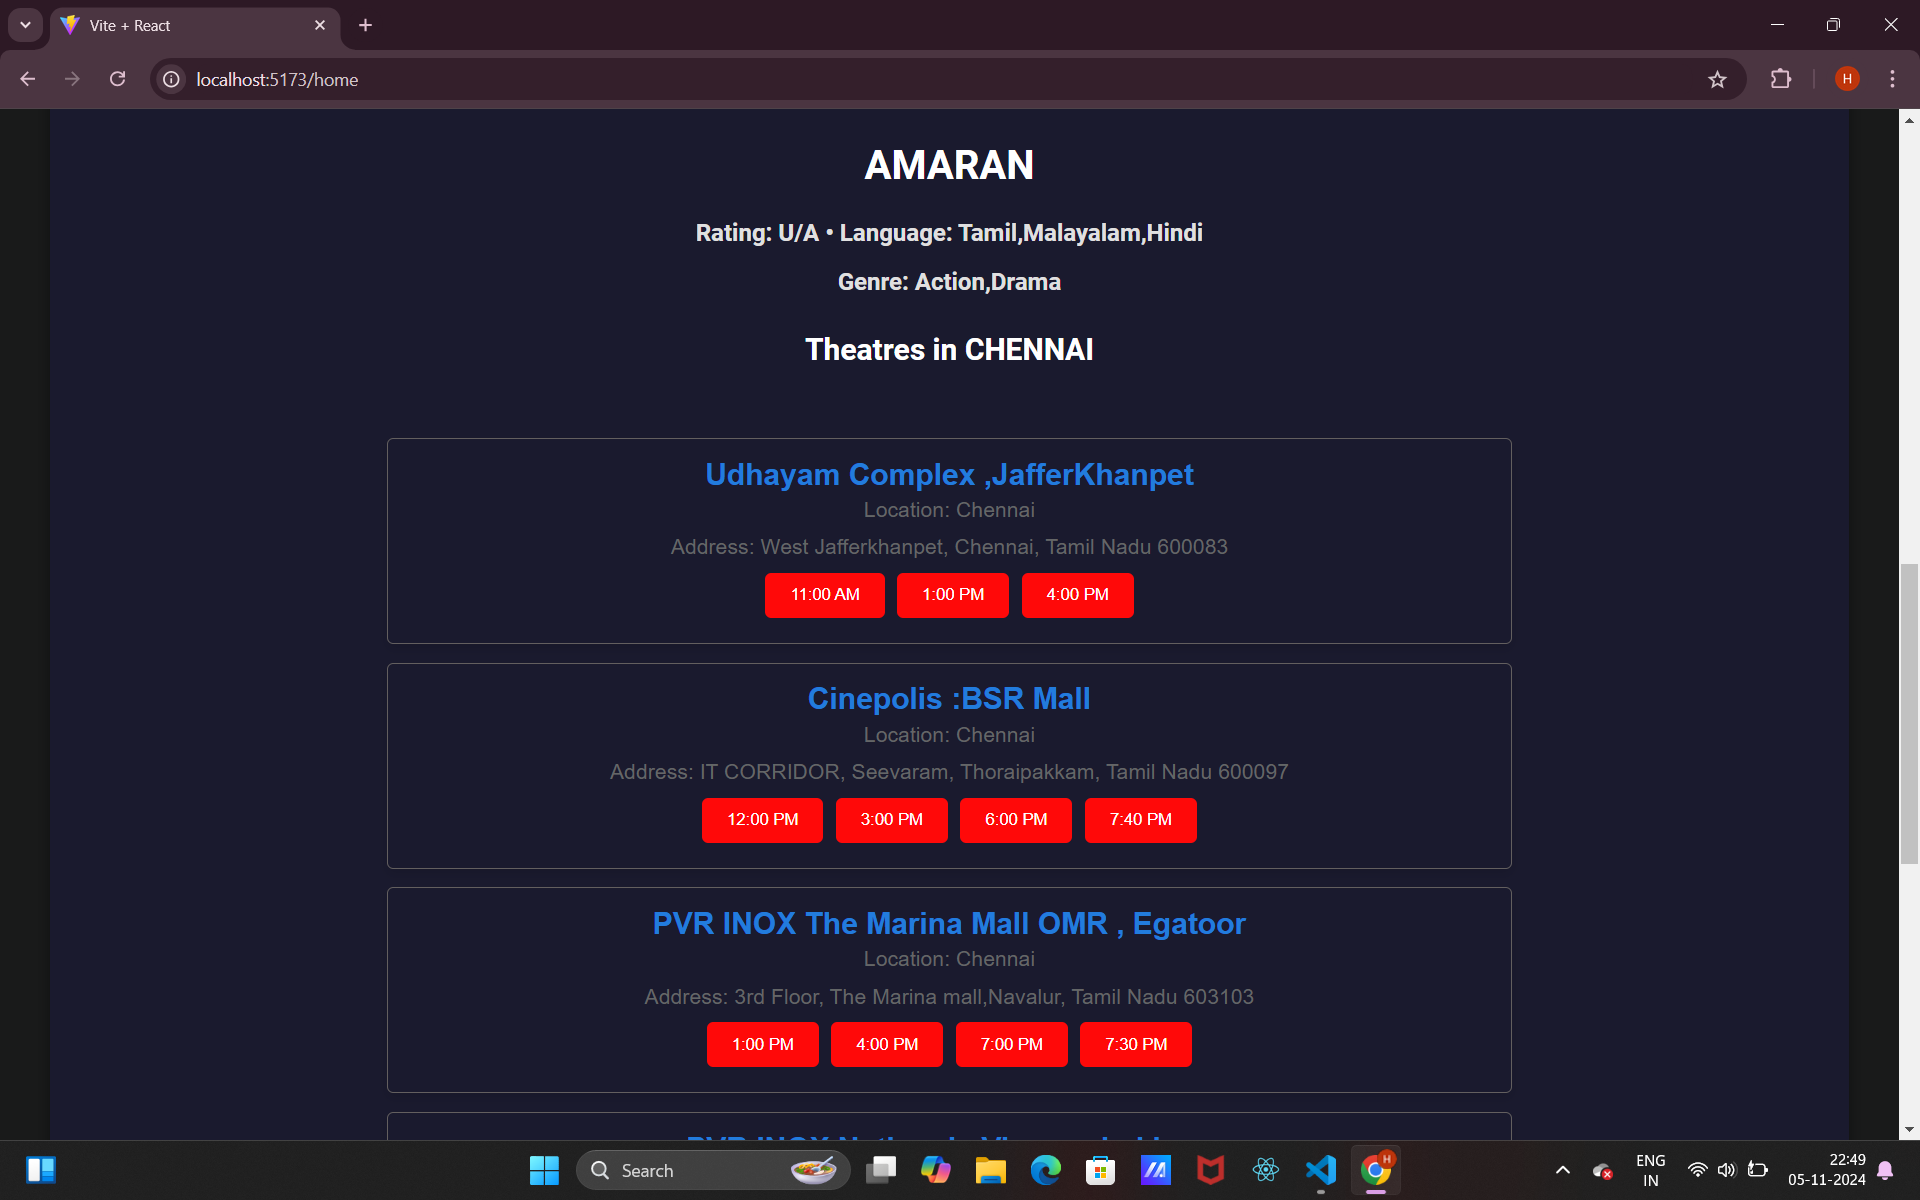 Vite + React
localhost:5173/home
H
AMARAN
Rating: U/A • Language: Tamil,Malayalam,Hindi
Genre: Action,Drama
Theatres in CHENNAI
Udhayam Complex ,JafferKhanpet
Location: Chennai
Address: West Jafferkhanpet, Chennai, Tamil Nadu 600083
11:00 AM 1:00 PM 4:00 PM
Cinepolis :BSR Mall
Location: Chennai
Address: IT CORRIDOR, Seevaram, Thoraipakkam, Tamil Nadu 600097
12:00 PM 3:00 PM 6:00 PM 7:40 PM
PVR INOX The Marina Mall OMR , Egatoor
Location: Chennai
Address: 3rd Floor, The Marina mall,Navalur, Tamil Nadu 603103
1:00 PM 4:00 PM 7:00 PM 7:30 PM
PVR INOX
Search
H
ENG
IN
22:49
05-11-2024